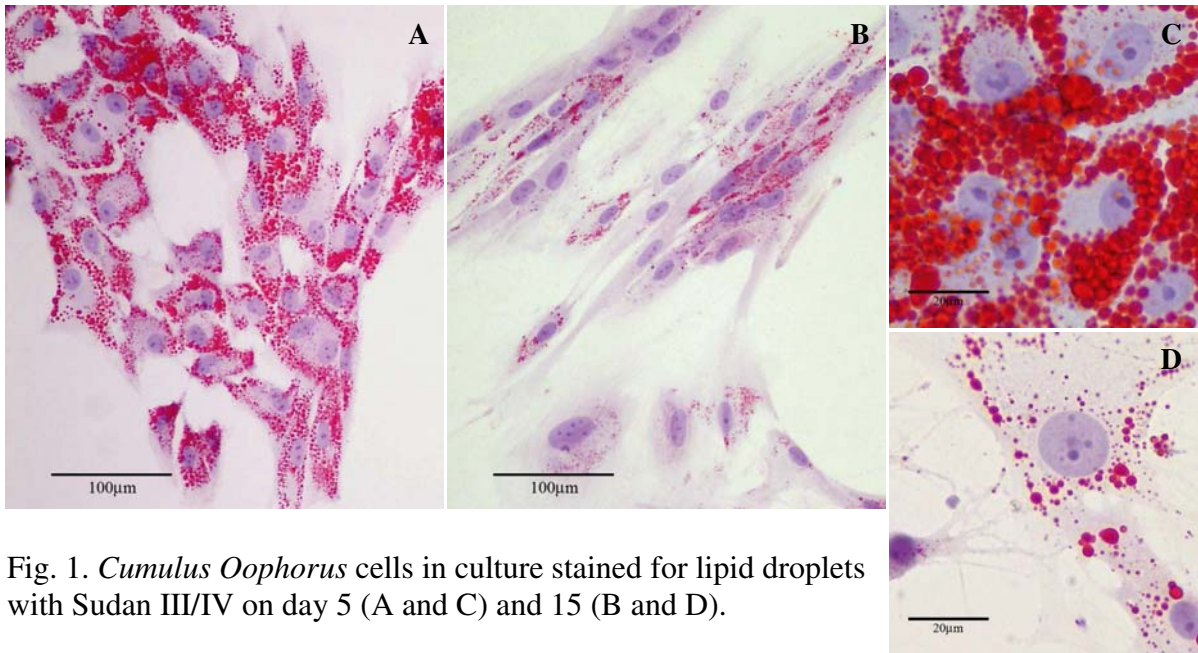 A
B
C
D
100µm
100µm
20µm
20µm
Fig. 1. Cumulus Oophorus cells in culture stained for lipid droplets
with Sudan III/IV on day 5 (A and C) and 15 (B and D).